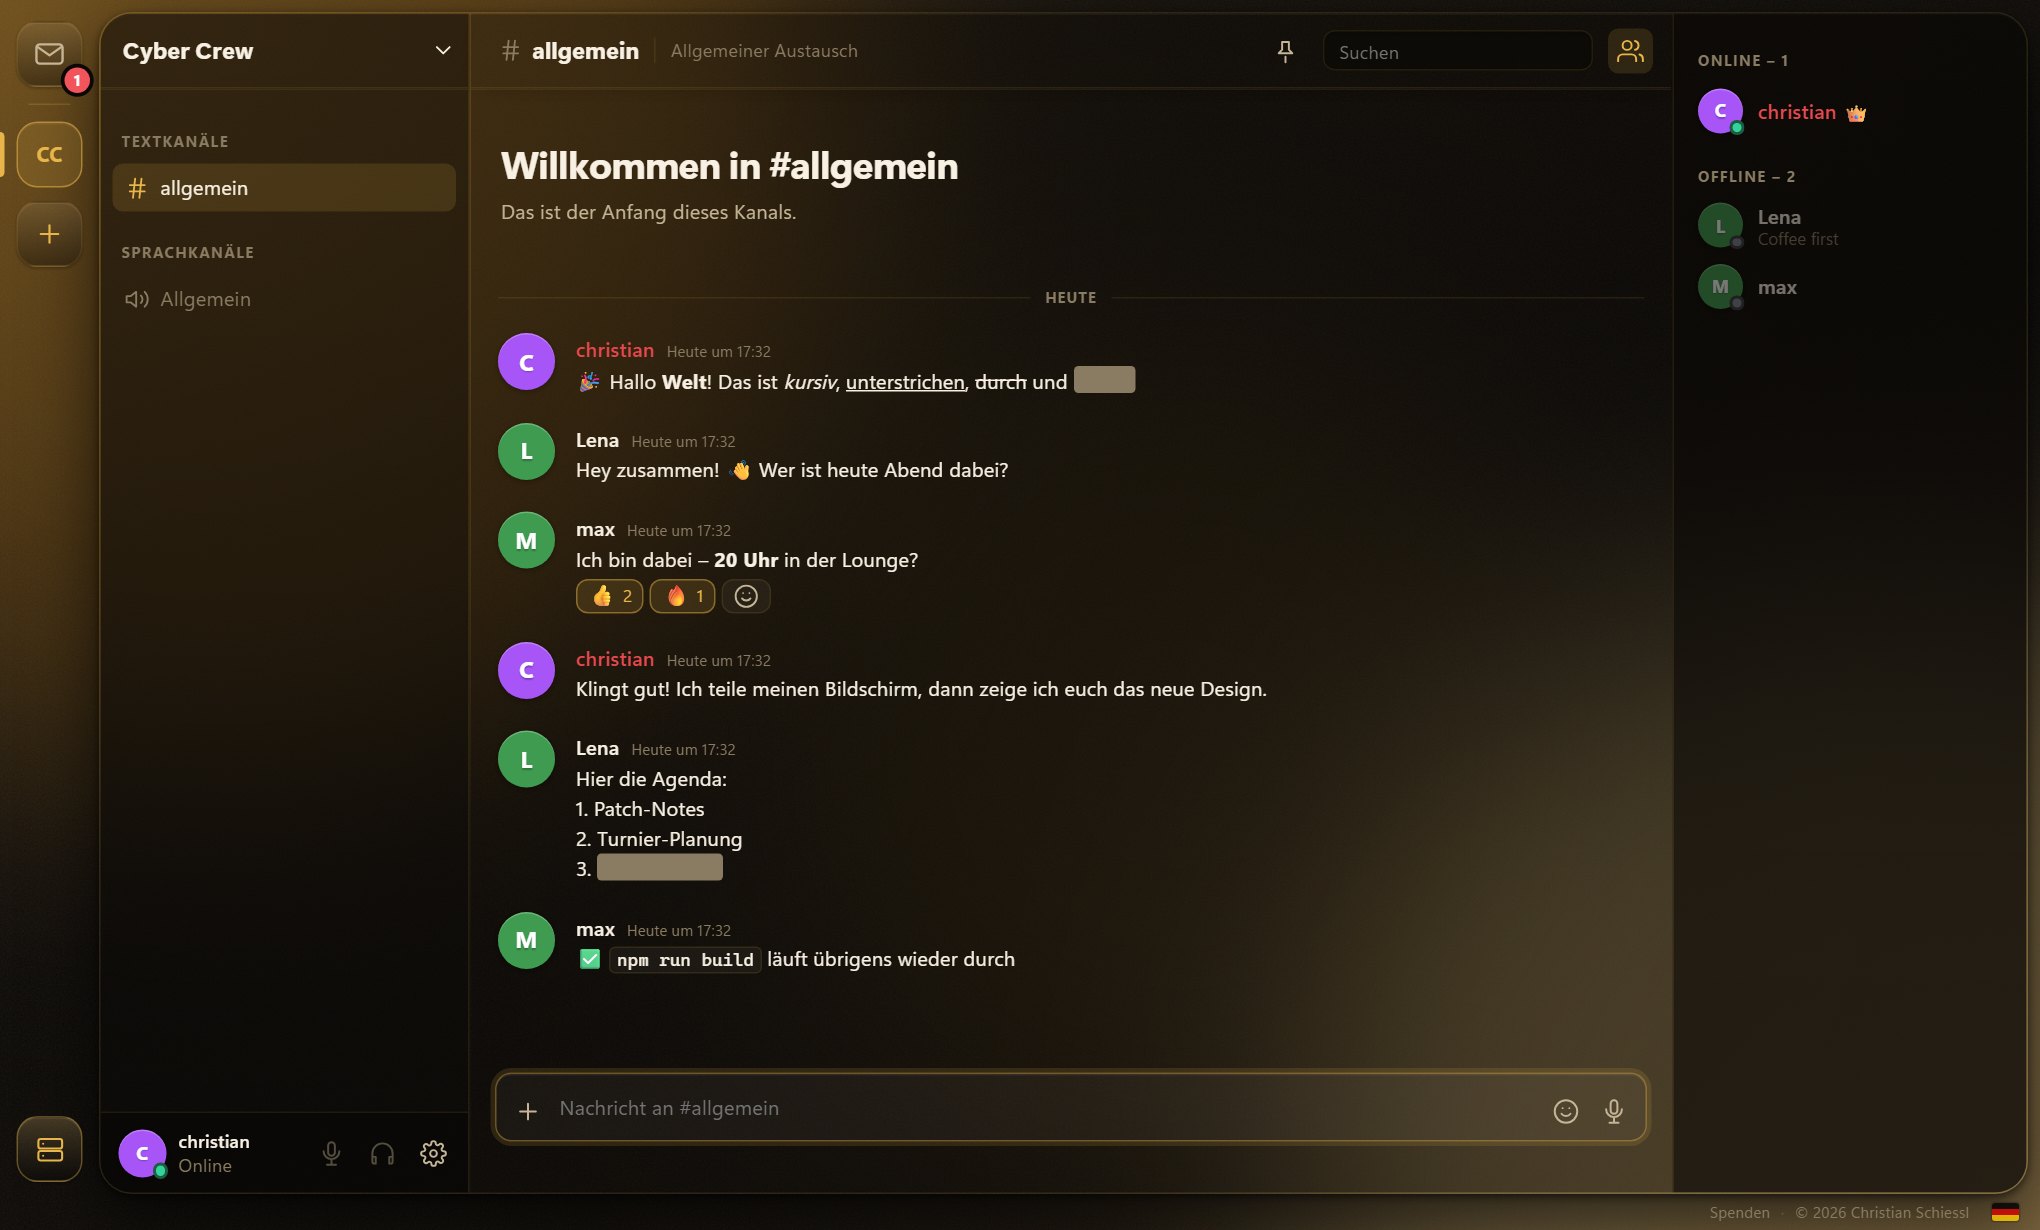 1
CC
Cyber Crew
TEXTKANÄLE
# allgemein
SPRACHKANÄLE
Allgemein
C
christian
Online
# allgemein
Allgemeiner Austausch
Suchen
Willkommen in #allgemein
Das ist der Anfang dieses Kanals.
HEUTE
C
christian Heute um 17:32
🎉 Hallo Welt! Das ist kursiv, unterstrichen, durch und
L
Lena Heute um 17:32
Hey zusammen! 👋 Wer ist heute Abend dabei?
M
max Heute um 17:32
Ich bin dabei – 20 Uhr in der Lounge?
👍 2 🔥 1
C
christian Heute um 17:32
Klingt gut! Ich teile meinen Bildschirm, dann zeige ich euch das neue Design.
L
Lena Heute um 17:32
Hier die Agenda:
1. Patch-Notes
2. Turnier-Planung
3.
M
max Heute um 17:32
✅ npm run build läuft übrigens wieder durch
Nachricht an #allgemein
ONLINE – 1
C
christian 👑
OFFLINE – 2
L
Lena
Coffee first
M
max
Spenden · © 2026 Christian Schiessl